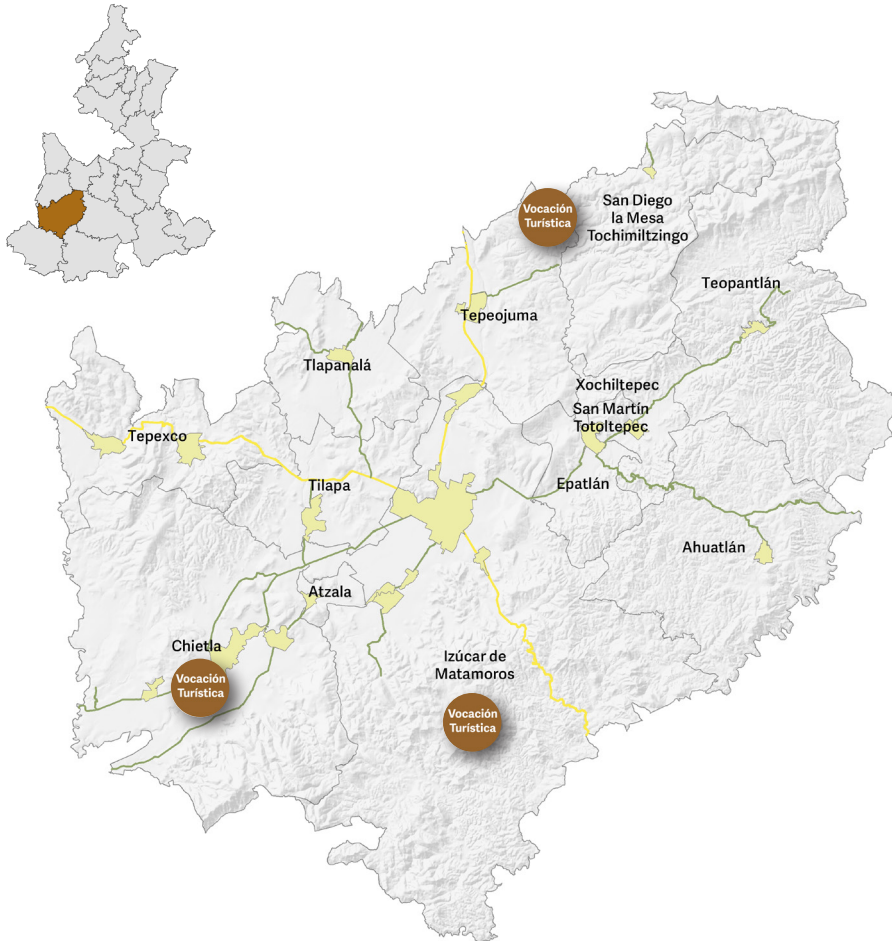 Vocación
Turística
San Diego
la Mesa
Tochimiltzingo
Teopantlán
Tepeojuma
Tlapanalá
Xochiltepec
San Martín
Totoltepec
Tepexco
Tilapa
Epatlán
Ahuatlán
Atzala
Chietla
Vocación
Turística
Izúcar de
Matamoros
Vocación
Turística